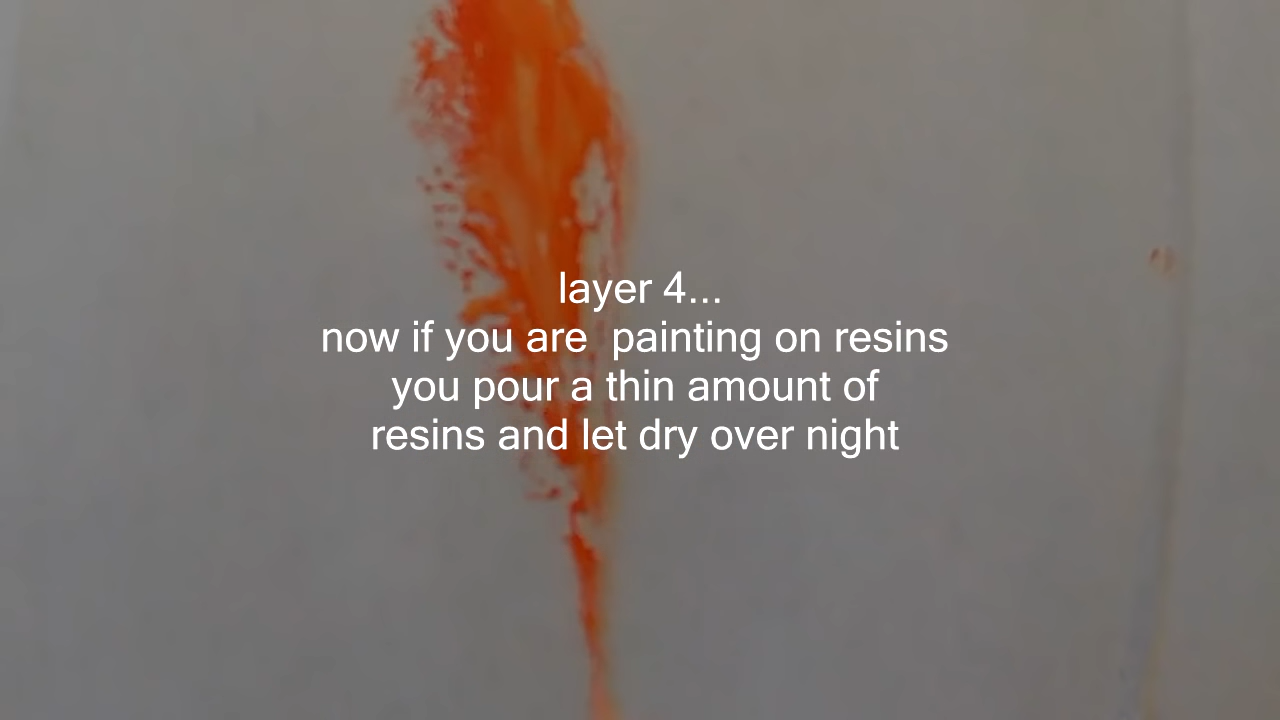 layer 4...
now if you are  painting on resins
you pour a thin amount of
resins and let dry over night